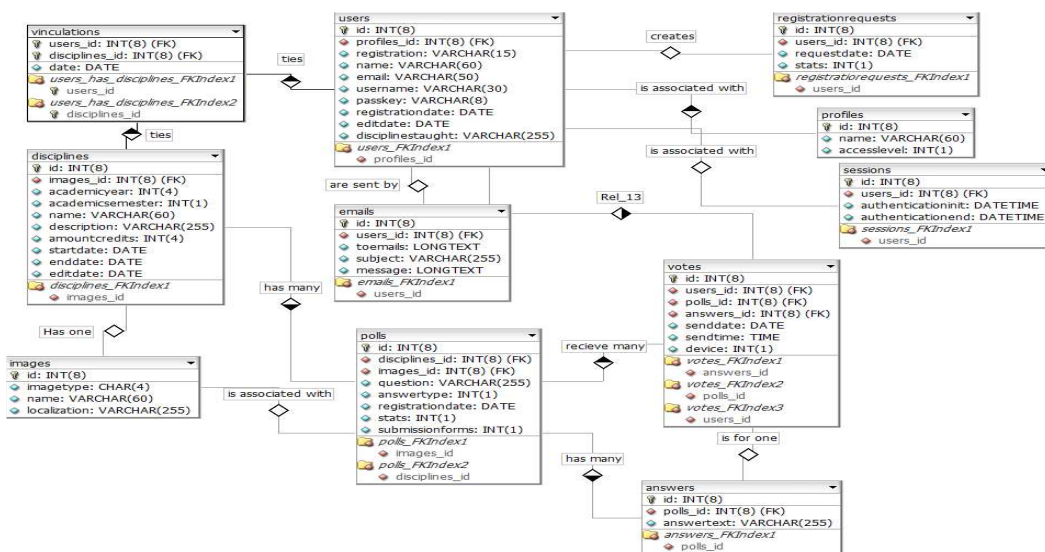 vinculations
users_id: INT(8) (FK)
disciplines_id: INT(8) (FK)
date: DATE
users_has_disciplines_FKIndex1
users_id
users_has_disciplines_FKIndex2
disciplines_id
ties
users
id: INT(8)
profiles_id: INT(8) (FK)
registration: VARCHAR(15)
name: VARCHAR(60)
email: VARCHAR(50)
username: VARCHAR(30)
passkey: VARCHAR(8)
registrationdate: DATE
editdate: DATE
disciplinestaught: VARCHAR(255)
users_FKIndex1
profiles_id
creates
registrationrequests
id: INT(8)
users_id: INT(8) (FK)
requestdate: DATE
stats: INT(1)
registratiorequests_FKIndex1
users_id
is associated with
profiles
id: INT(8)
name: VARCHAR(60)
accesslevel: INT(1)
is associated with
sessions
id: INT(8)
users_id: INT(8) (FK)
authenticationinit: DATETIME
authenticationend: DATETIME
sessions_FKIndex1
users_id
ties
disciplines
id: INT(8)
images_id: INT(8) (FK)
academicyear: INT(4)
academicsemester: INT(1)
name: VARCHAR(60)
description: VARCHAR(255)
amountcredits: INT(4)
startdate: DATE
enddate: DATE
editdate: DATE
disciplines_FKIndex1
images_id
are sent by
Rel_13
emails
id: INT(8)
users_id: INT(8) (FK)
toemails: LONGTEXT
subject: VARCHAR(255)
message: LONGTEXT
emails_FKIndex1
users_id
has many
votes
id: INT(8)
users_id: INT(8) (FK)
polls_id: INT(8) (FK)
answers_id: INT(8) (FK)
senddate: DATE
sendtime: TIME
device: INT(1)
votes_FKIndex1
answers_id
votes_FKIndex2
polls_id
votes_FKIndex3
users_id
Has one
images
id: INT(8)
imagetype: CHAR(4)
name: VARCHAR(60)
localization: VARCHAR(255)
is associated with
polls
id: INT(8)
disciplines_id: INT(8) (FK)
images_id: INT(8) (FK)
question: VARCHAR(255)
answertype: INT(1)
registrationdate: DATE
stats: INT(1)
submissionforms: INT(1)
polls_FKIndex1
images_id
polls_FKIndex2
disciplines_id
recieve many
is for one
has many
answers
id: INT(8)
polls_id: INT(8) (FK)
answertext: VARCHAR(255)
answers_FKIndex1
polls_id